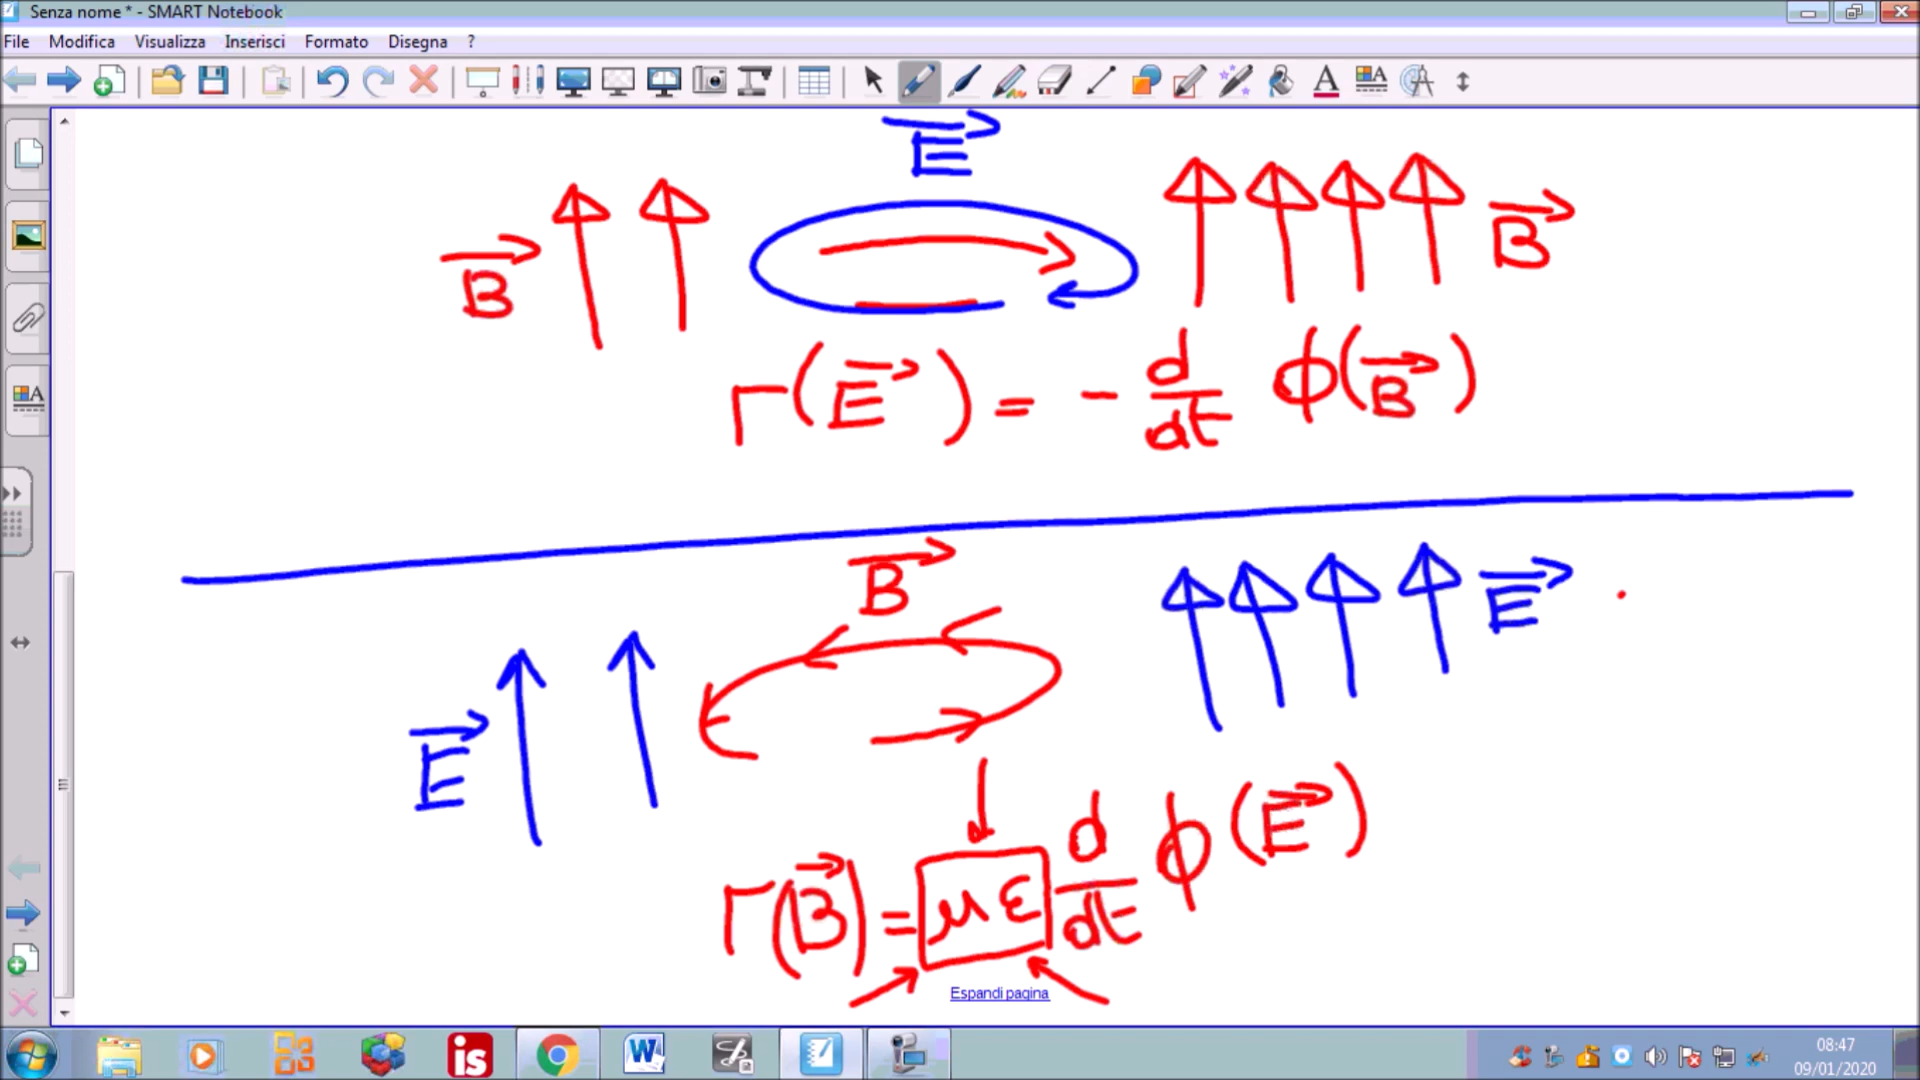 Senza nome * - SMART Notebook
File Modifica Visualizza Inserisci Formato Disegna ?
E
B
B
Γ(E) = - d/dt ϕ(B)
B
E
E
Γ(B) = με d/dt ϕ(E)
Espandi pagina
is
W
08:47
09/01/2020